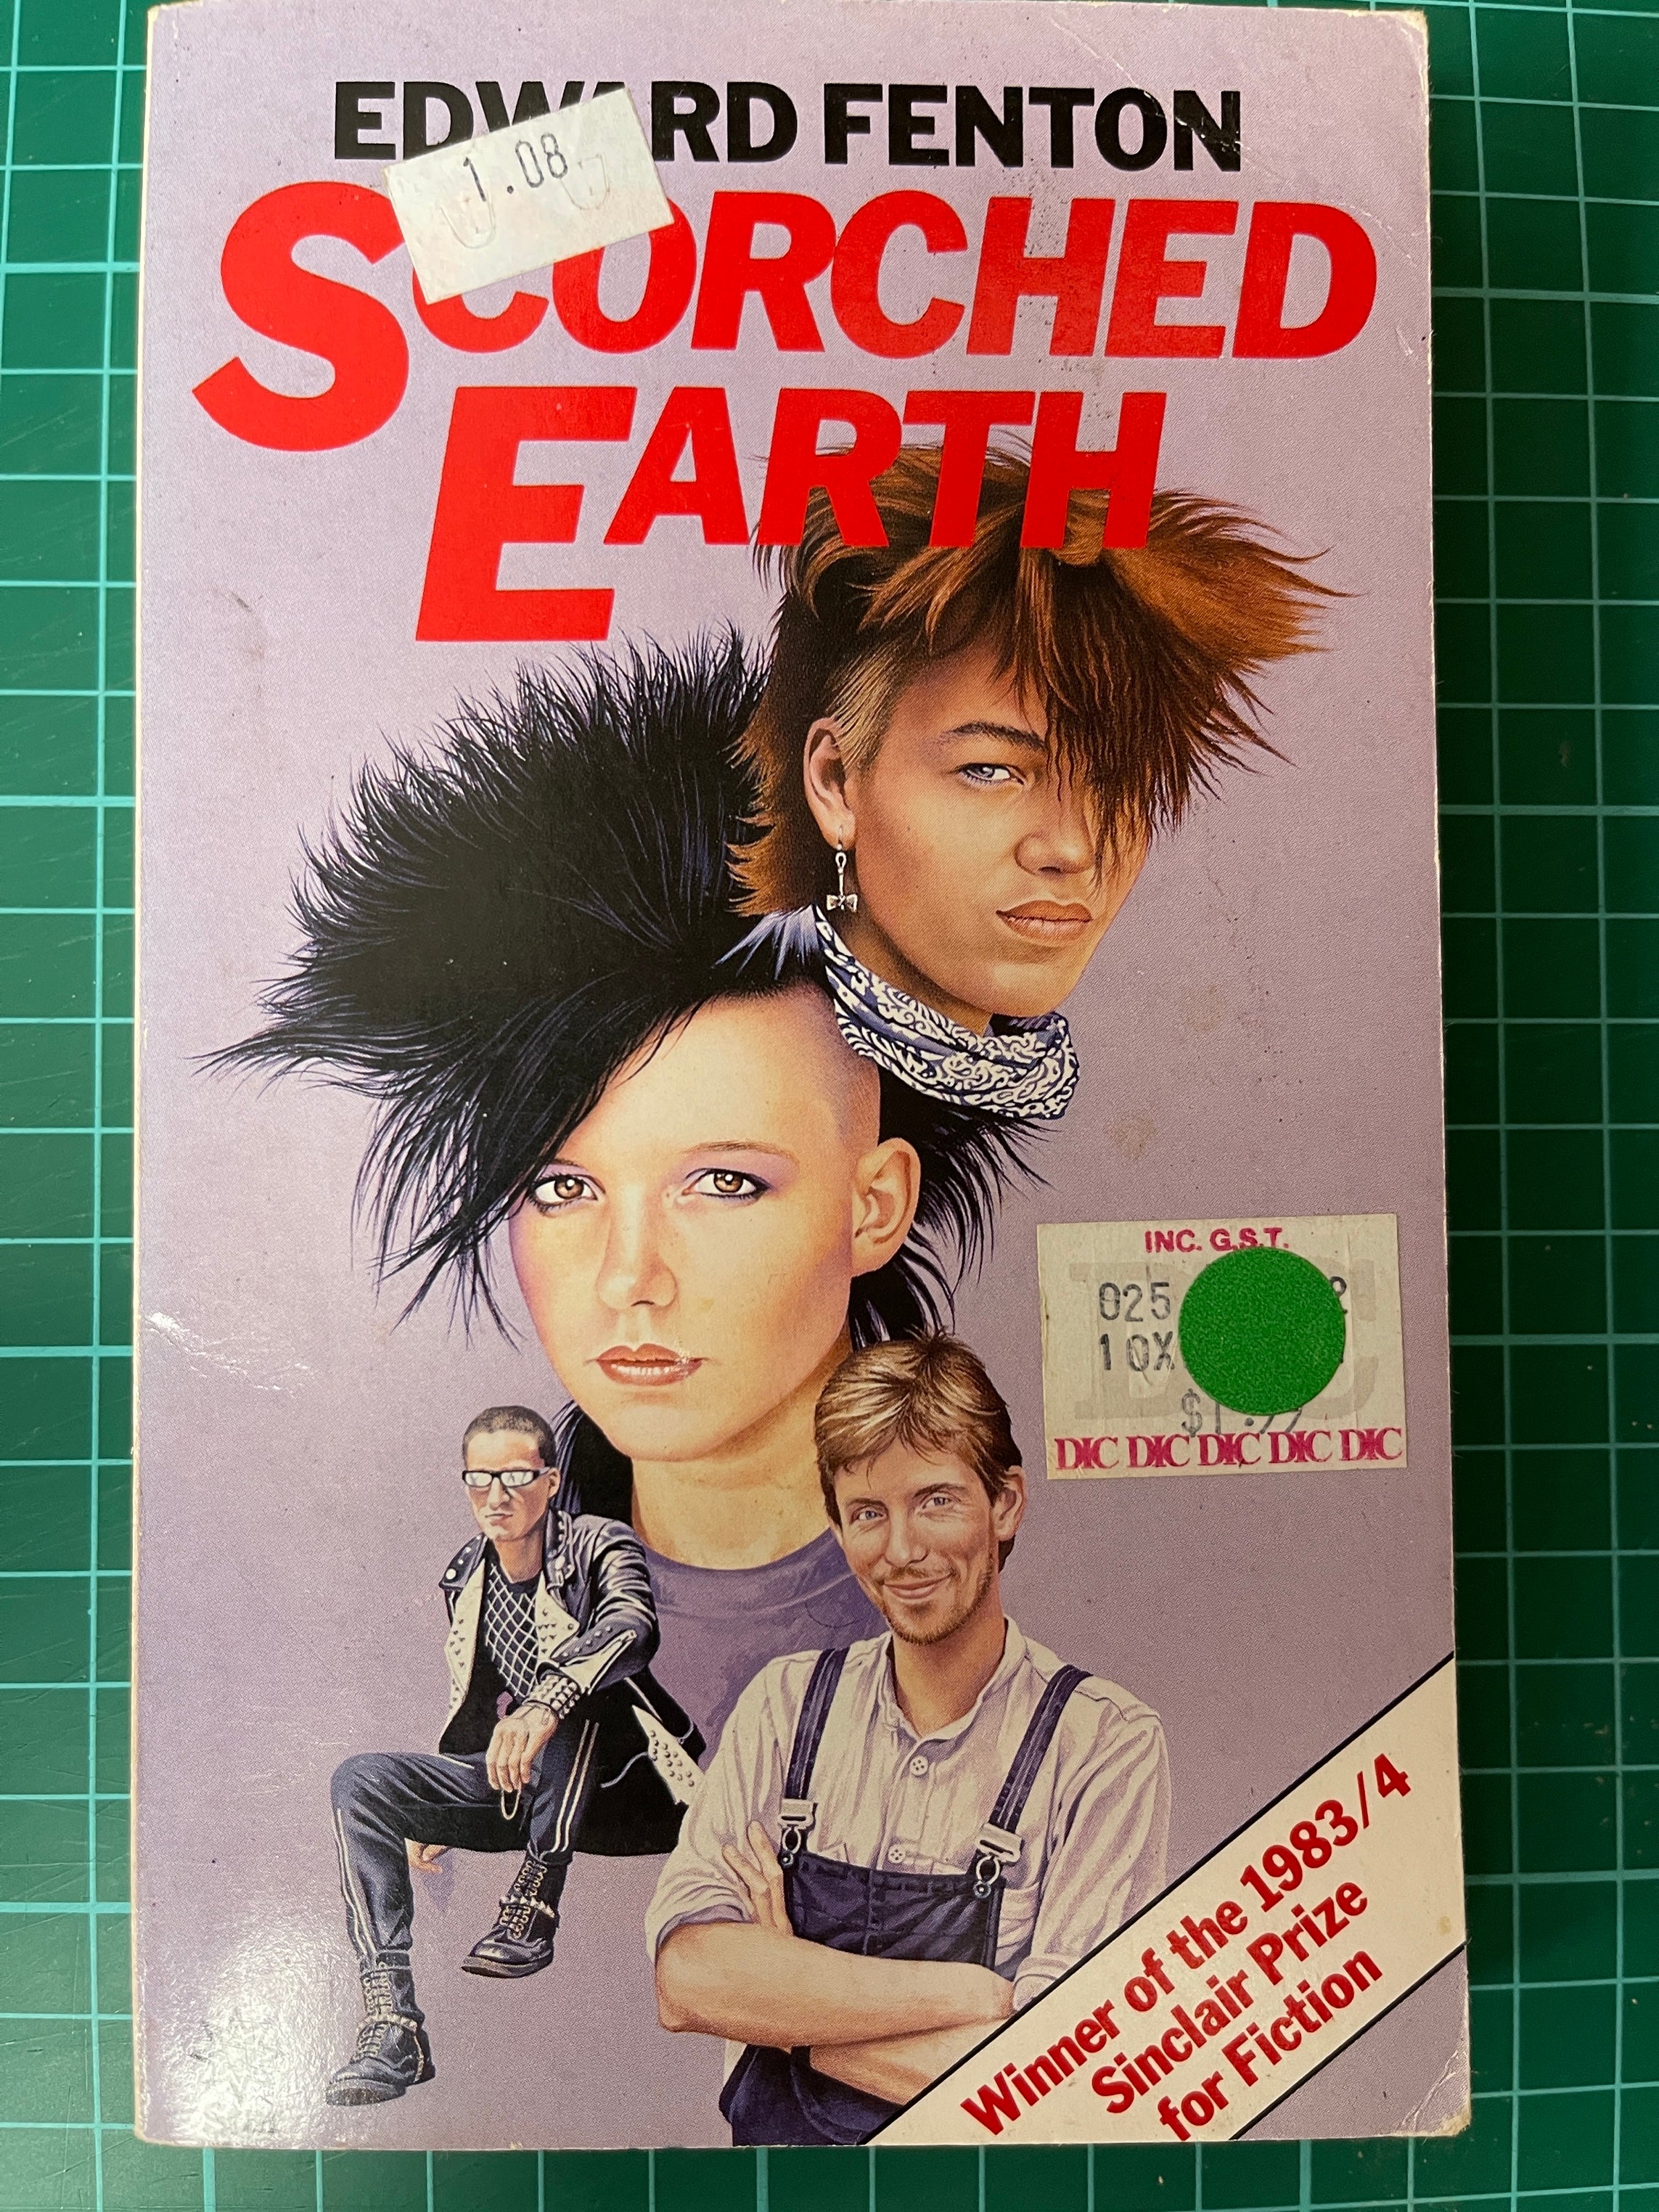 EDWARD FENTON
1.08
SCORCHED
EARTH
INC. G.S.T.
025
10X
DIC DIC DIC DIC DIC
Winner of the 1983/4
Sinclair Prize
for Fiction